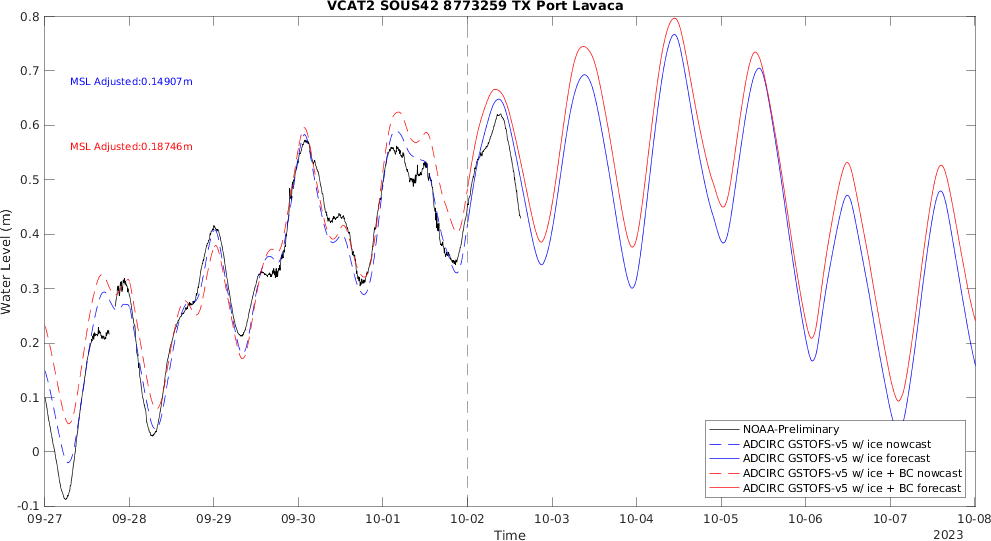 VCAT2 SOUS42 8773259 TX Port Lavaca
0.8
0.7
0.6
0.5
0.4
0.3
0.2
0.1
0
-0.1
Water Level (m)
MSL Adjusted:0.14907m
MSL Adjusted:0.18746m
NOAA-Preliminary
ADCIRC GSTOFS-v5 w/ ice nowcast
ADCIRC GSTOFS-v5 w/ ice forecast
ADCIRC GSTOFS-v5 w/ ice + BC nowcast
ADCIRC GSTOFS-v5 w/ ice + BC forecast
09-27 09-28 09-29 09-30 10-01 10-02 10-03 10-04 10-05 10-06 10-07 10-08
Time
2023